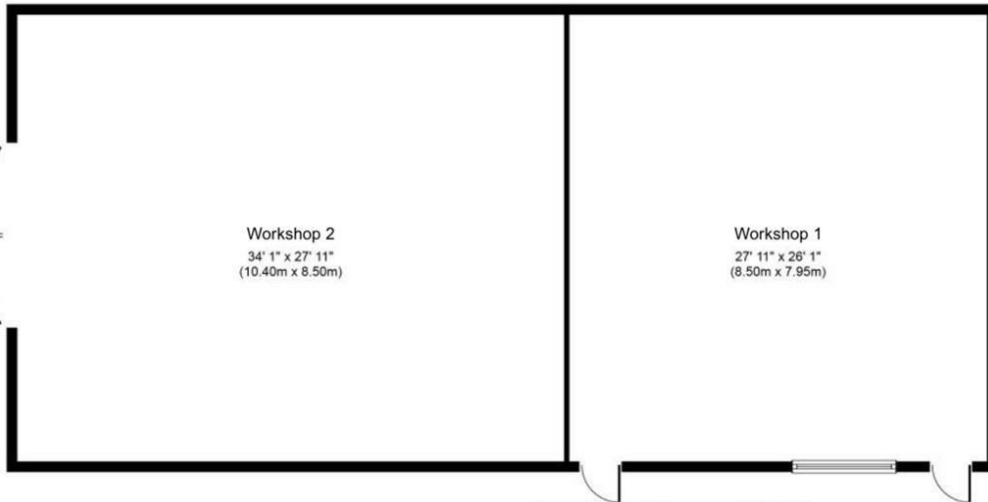 Workshop 2
34' 1" x 27' 11"
(10.40m x 8.50m)
Workshop 1
27' 11" x 26' 1"
(8.50m x 7.95m)